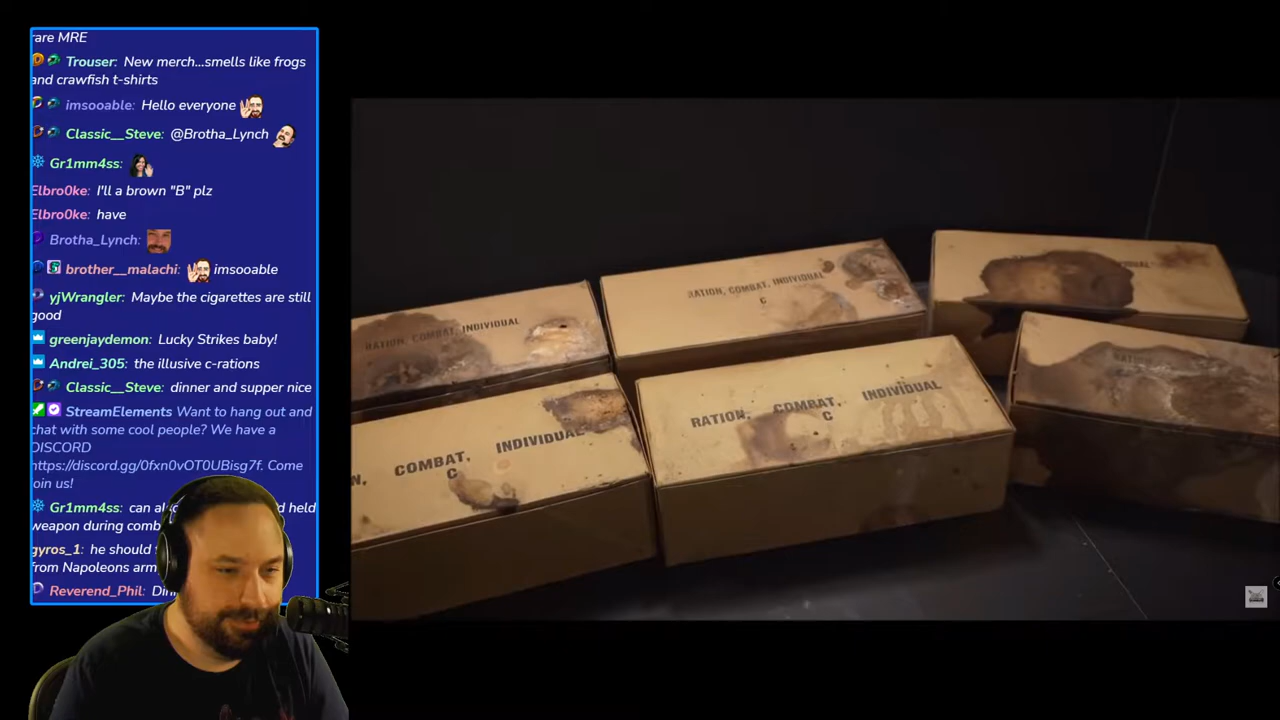 rare MRE
Trouser: New merch...smells like frogs
and crawfish t-shirts
imsooable: Hello everyone
Classic__Steve: @Brotha_Lynch
Gr1mm4ss:
Elbro0ke: I'll a brown "B" plz
Elbro0ke: have
Brotha_Lynch:
brother__malachi: imsooable
yjWrangler: Maybe the cigarettes are still
good
greenjaydemon: Lucky Strikes baby!
Andrei_305: the illusive c-rations
Classic__Steve: dinner and supper nice
StreamElements Want to hang out and
chat with some cool people? We have a
DISCORD
https://discord.gg/0fxn0vOT0UBisg7f. Come
join us!
Gr1mm4ss: can held
weapon during
gyros_1: he should
from Napoleons
Reverend_Phil:
RATION, COMBAT, INDIVIDUAL
RATION, COMBAT, INDIVIDUAL
C
COMBAT, INDIVIDUAL
C
RATION, COMBAT, INDIVIDUAL
C